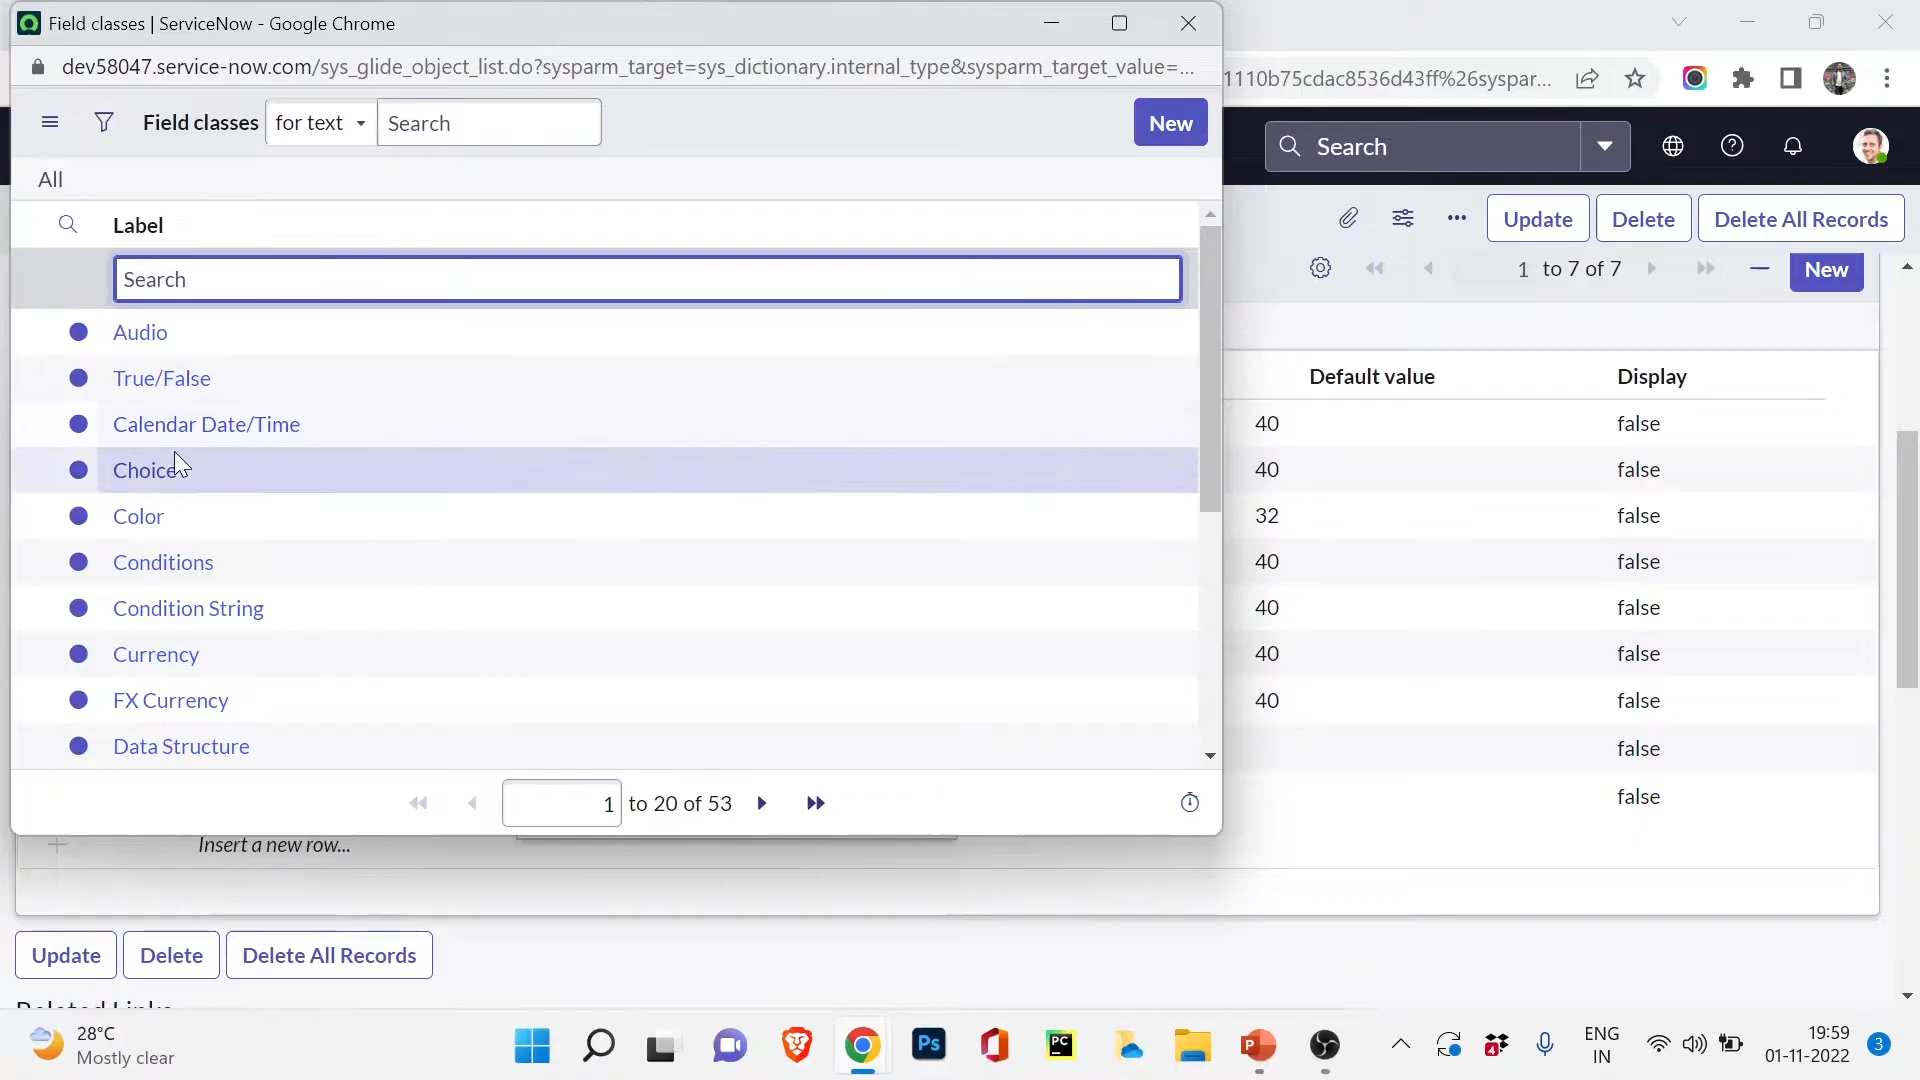 Field classes | ServiceNow - Google Chrome
dev58047.service-now.com/sys_glide_object_list.do?sysparm_target=sys_dictionary.internal_type&sysparm_target_value=...
1110b75cdac8536d43ff%26syspar...
Field classes for text Search New
Search
All
Update Delete Delete All Records
Label
1 to 7 of 7 New
Search
Audio
True/False
Calendar Date/Time
Choice
Color
Conditions
Condition String
Currency
FX Currency
Data Structure
1 to 20 of 53
Default value Display
40 false
40 false
32 false
40 false
40 false
40 false
40 false
false
false
Insert a new row...
Update Delete Delete All Records
28°C
Mostly clear
Ps
PC
P
4
ENG
IN
19:59
01-11-2022
3